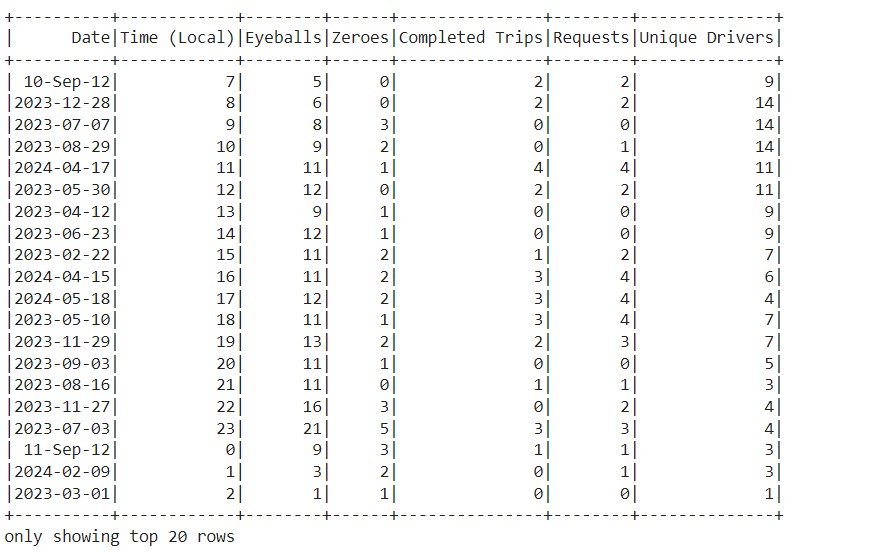 +----------+------------+--------+------+---------------+--------+--------------+
|      Date|Time (Local)|Eyeballs|Zeroes|Completed Trips|Requests|Unique Drivers|
+----------+------------+--------+------+---------------+--------+--------------+
| 10-Sep-12|           7|       5|     0|              2|       2|             9|
|2023-12-28|           8|       6|     0|              2|       2|            14|
|2023-07-07|           9|       8|     3|              0|       0|            14|
|2023-08-29|          10|       9|     2|              0|       1|            14|
|2024-04-17|          11|      11|     1|              4|       4|            11|
|2023-05-30|          12|      12|     0|              2|       2|            11|
|2023-04-12|          13|       9|     1|              0|       0|             9|
|2023-06-23|          14|      12|     1|              0|       0|             9|
|2023-02-22|          15|      11|     2|              1|       2|             7|
|2024-04-15|          16|      11|     2|              3|       4|             6|
|2024-05-18|          17|      12|     2|              3|       4|             4|
|2023-05-10|          18|      11|     1|              3|       4|             7|
|2023-11-29|          19|      13|     2|              2|       3|             7|
|2023-09-03|          20|      11|     1|              0|       0|             5|
|2023-08-16|          21|      11|     0|              1|       1|             3|
|2023-11-27|          22|      16|     3|              0|       2|             4|
|2023-07-03|          23|      21|     5|              3|       3|             4|
| 11-Sep-12|           0|       9|     3|              1|       1|             3|
|2024-02-09|           1|       3|     2|              0|       1|             3|
|2023-03-01|           2|       1|     1|              0|       0|             1|
+----------+------------+--------+------+---------------+--------+--------------+
only showing top 20 rows